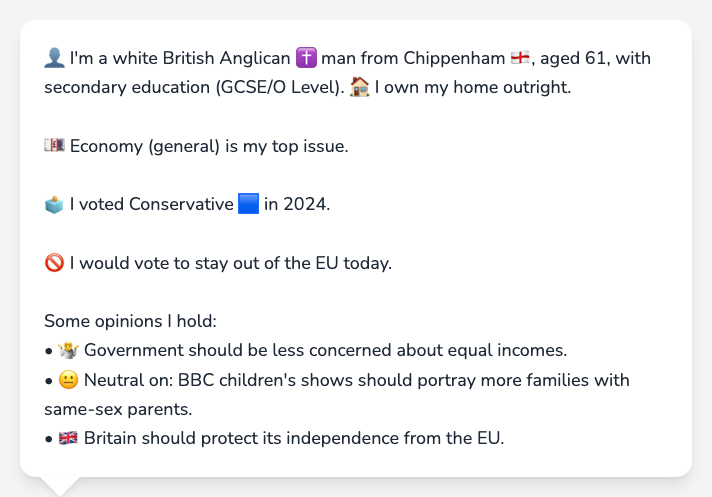 👤 I'm a white British Anglican ✝️ man from Chippenham 🏴󠁧󠁢󠁥󠁮󠁧󠁿, aged 61, with
secondary education (GCSE/O Level). 🏠 I own my home outright.
💷 Economy (general) is my top issue.
🗳️ I voted Conservative 🟦 in 2024.
🚫 I would vote to stay out of the EU today.
Some opinions I hold:
• 🤷 Government should be less concerned about equal incomes.
• 😐 Neutral on: BBC children's shows should portray more families with
same-sex parents.
• 🇬🇧 Britain should protect its independence from the EU.